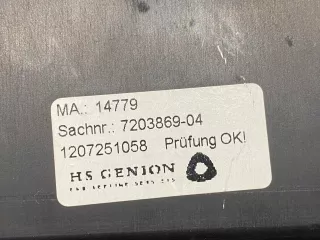 MA.: 14779
Sachnr.: 7203869-04
1207251058 Prüfung OK!
HS GENION